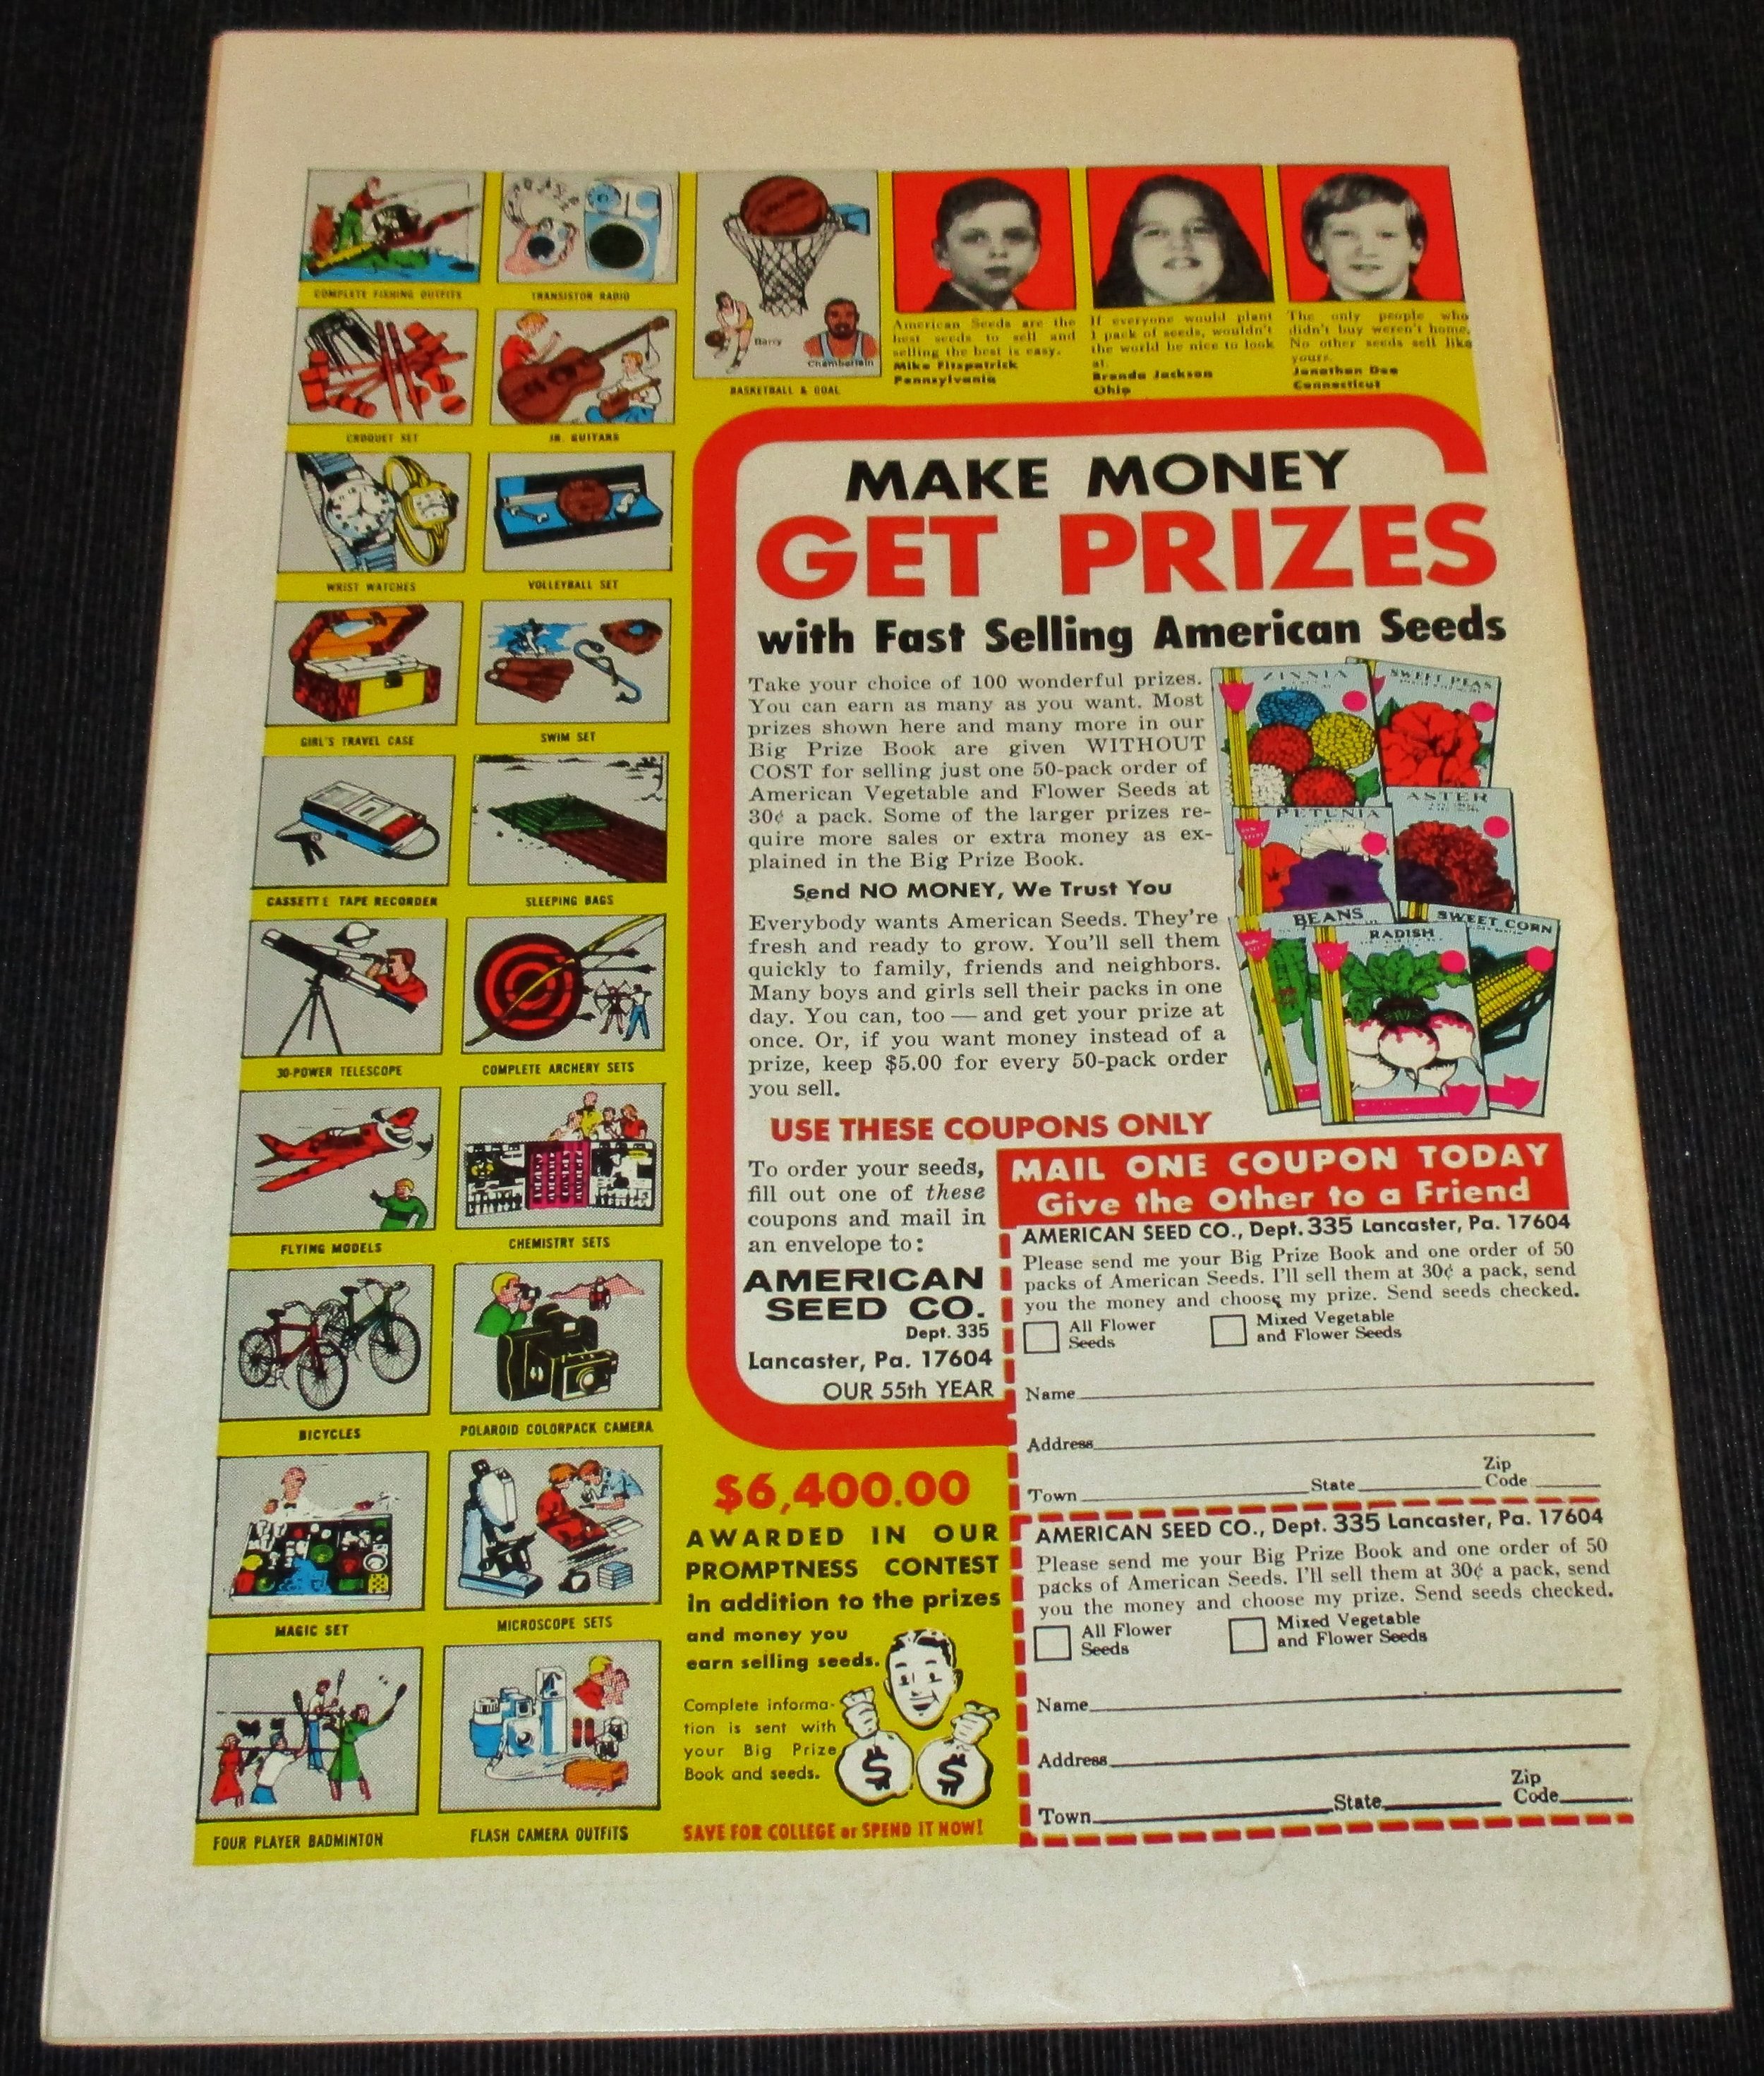 COMPLETE FISHING OUTFITS
TRANSISTOR RADIO
CROQUET SET
JR. GUITARS
WRIST WATCHES
VOLLEYBALL SET
GIRL'S TRAVEL CASE
SWIM SET
CASSETTE TAPE RECORDER
SLEEPING BAGS
30-POWER TELESCOPE
COMPLETE ARCHERY SETS
FLYING MODELS
CHEMISTRY SETS
BICYCLES
POLAROID COLORPACK CAMERA
MAGIC SET
MICROSCOPE SETS
FOUR PLAYER BADMINTON
FLASH CAMERA OUTFITS
Barry
Chamberlain
BASKETBALL & GOAL
American Seeds are the
best seeds to sell and
selling the best is easy.
Mike Fitzpatrick
Pennsylvania
If everyone would plant
1 pack of seeds, wouldn't
the world be nice to look
at.
Brenda Jackson
Ohio
The only people who
didn't buy weren't home.
No other seeds sell like
yours.
Jonathan Dee
Connecticut
MAKE MONEY
GET PRIZES
with Fast Selling American Seeds
Take your choice of 100 wonderful prizes.
You can earn as many as you want. Most
prizes shown here and many more in our
Big Prize Book are given WITHOUT
COST for selling just one 50-pack order of
American Vegetable and Flower Seeds at
30¢ a pack. Some of the larger prizes re-
quire more sales or extra money as ex-
plained in the Big Prize Book.
Send NO MONEY, We Trust You
Everybody wants American Seeds. They're
fresh and ready to grow. You'll sell them
quickly to family, friends and neighbors.
Many boys and girls sell their packs in one
day. You can, too — and get your prize at
once. Or, if you want money instead of a
prize, keep $5.00 for every 50-pack order
you sell.
ZINNIA
SWEET PEAS
PETUNIA
ASTER
BEANS
RADISH
SWEET CORN
USE THESE COUPONS ONLY
To order your seeds,
fill out one of these
coupons and mail in
an envelope to:
AMERICAN
SEED CO.
Dept. 335
Lancaster, Pa. 17604
OUR 55th YEAR
MAIL ONE COUPON TODAY
Give the Other to a Friend
AMERICAN SEED CO., Dept. 335 Lancaster, Pa. 17604
Please send me your Big Prize Book and one order of 50
packs of American Seeds. I'll sell them at 30¢ a pack, send
you the money and choose my prize. Send seeds checked.
All Flower
Seeds
Mixed Vegetable
and Flower Seeds
Name
Address
Town State Zip
Code
AMERICAN SEED CO., Dept. 335 Lancaster, Pa. 17604
Please send me your Big Prize Book and one order of 50
packs of American Seeds. I'll sell them at 30¢ a pack, send
you the money and choose my prize. Send seeds checked.
All Flower
Seeds
Mixed Vegetable
and Flower Seeds
Name
Address
Town State Zip
Code
$6,400.00
AWARDED IN OUR
PROMPTNESS CONTEST
in addition to the prizes
and money you
earn selling seeds.
Complete informa-
tion is sent with
your Big Prize
Book and seeds.
$ $
SAVE FOR COLLEGE or SPEND IT NOW!